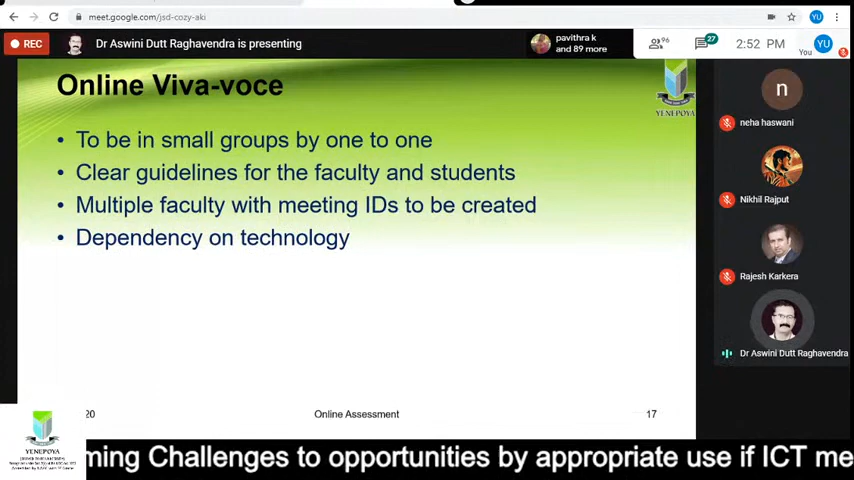 meet.google.com/jsd-cozy-aki
YU
REC
Dr Aswini Dutt Raghavendra is presenting
pavithra k
and 89 more
96
27
2:52 PM
You
YU
Online Viva-voce
YENEPOYA
• To be in small groups by one to one
• Clear guidelines for the faculty and students
• Multiple faculty with meeting IDs to be created
• Dependency on technology
n
neha haswani
Nikhil Rajput
Rajesh Karkera
Dr Aswini Dutt Raghavendra
20
Online Assessment
17
YENEPOYA
ming Challenges to opportunities by appropriate use if ICT me